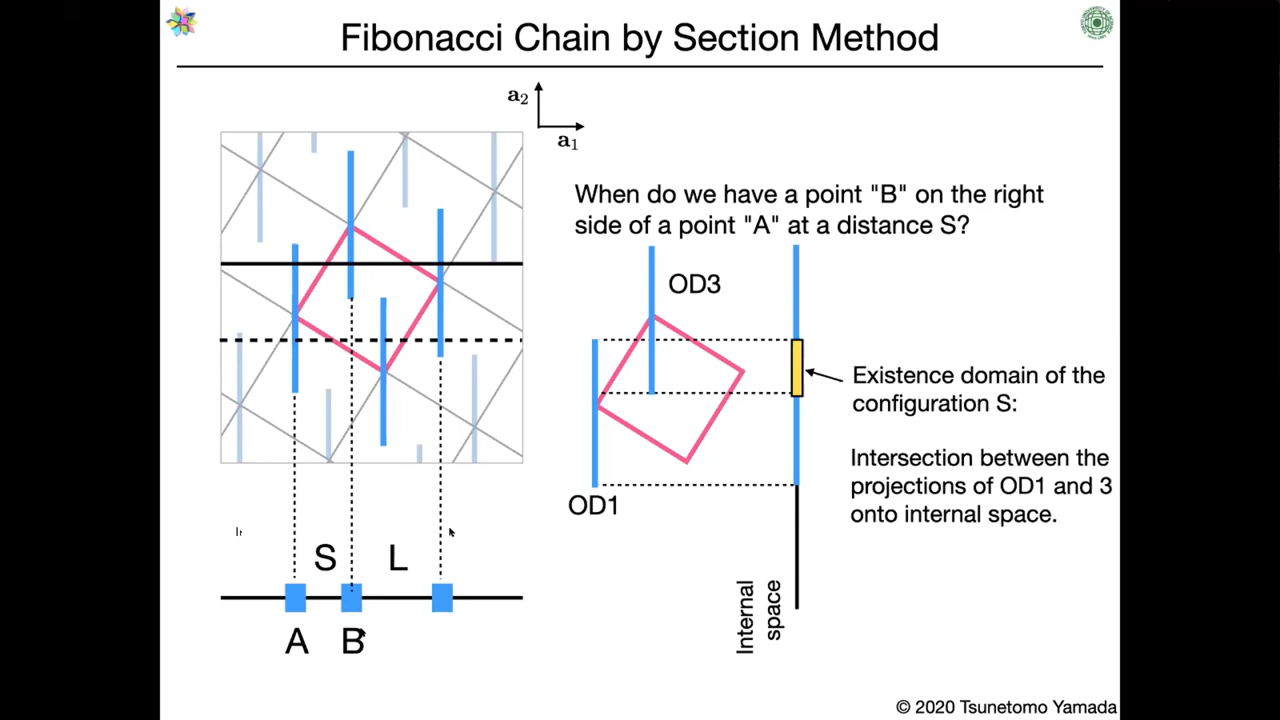 Fibonacci Chain by Section Method
a2
a1
When do we have a point "B" on the right
side of a point "A" at a distance S?
OD3
Existence domain of the
configuration S:
Intersection between the
projections of OD1 and 3
onto internal space.
OD1
S L
A B
Internal
space
© 2020 Tsunetomo Yamada